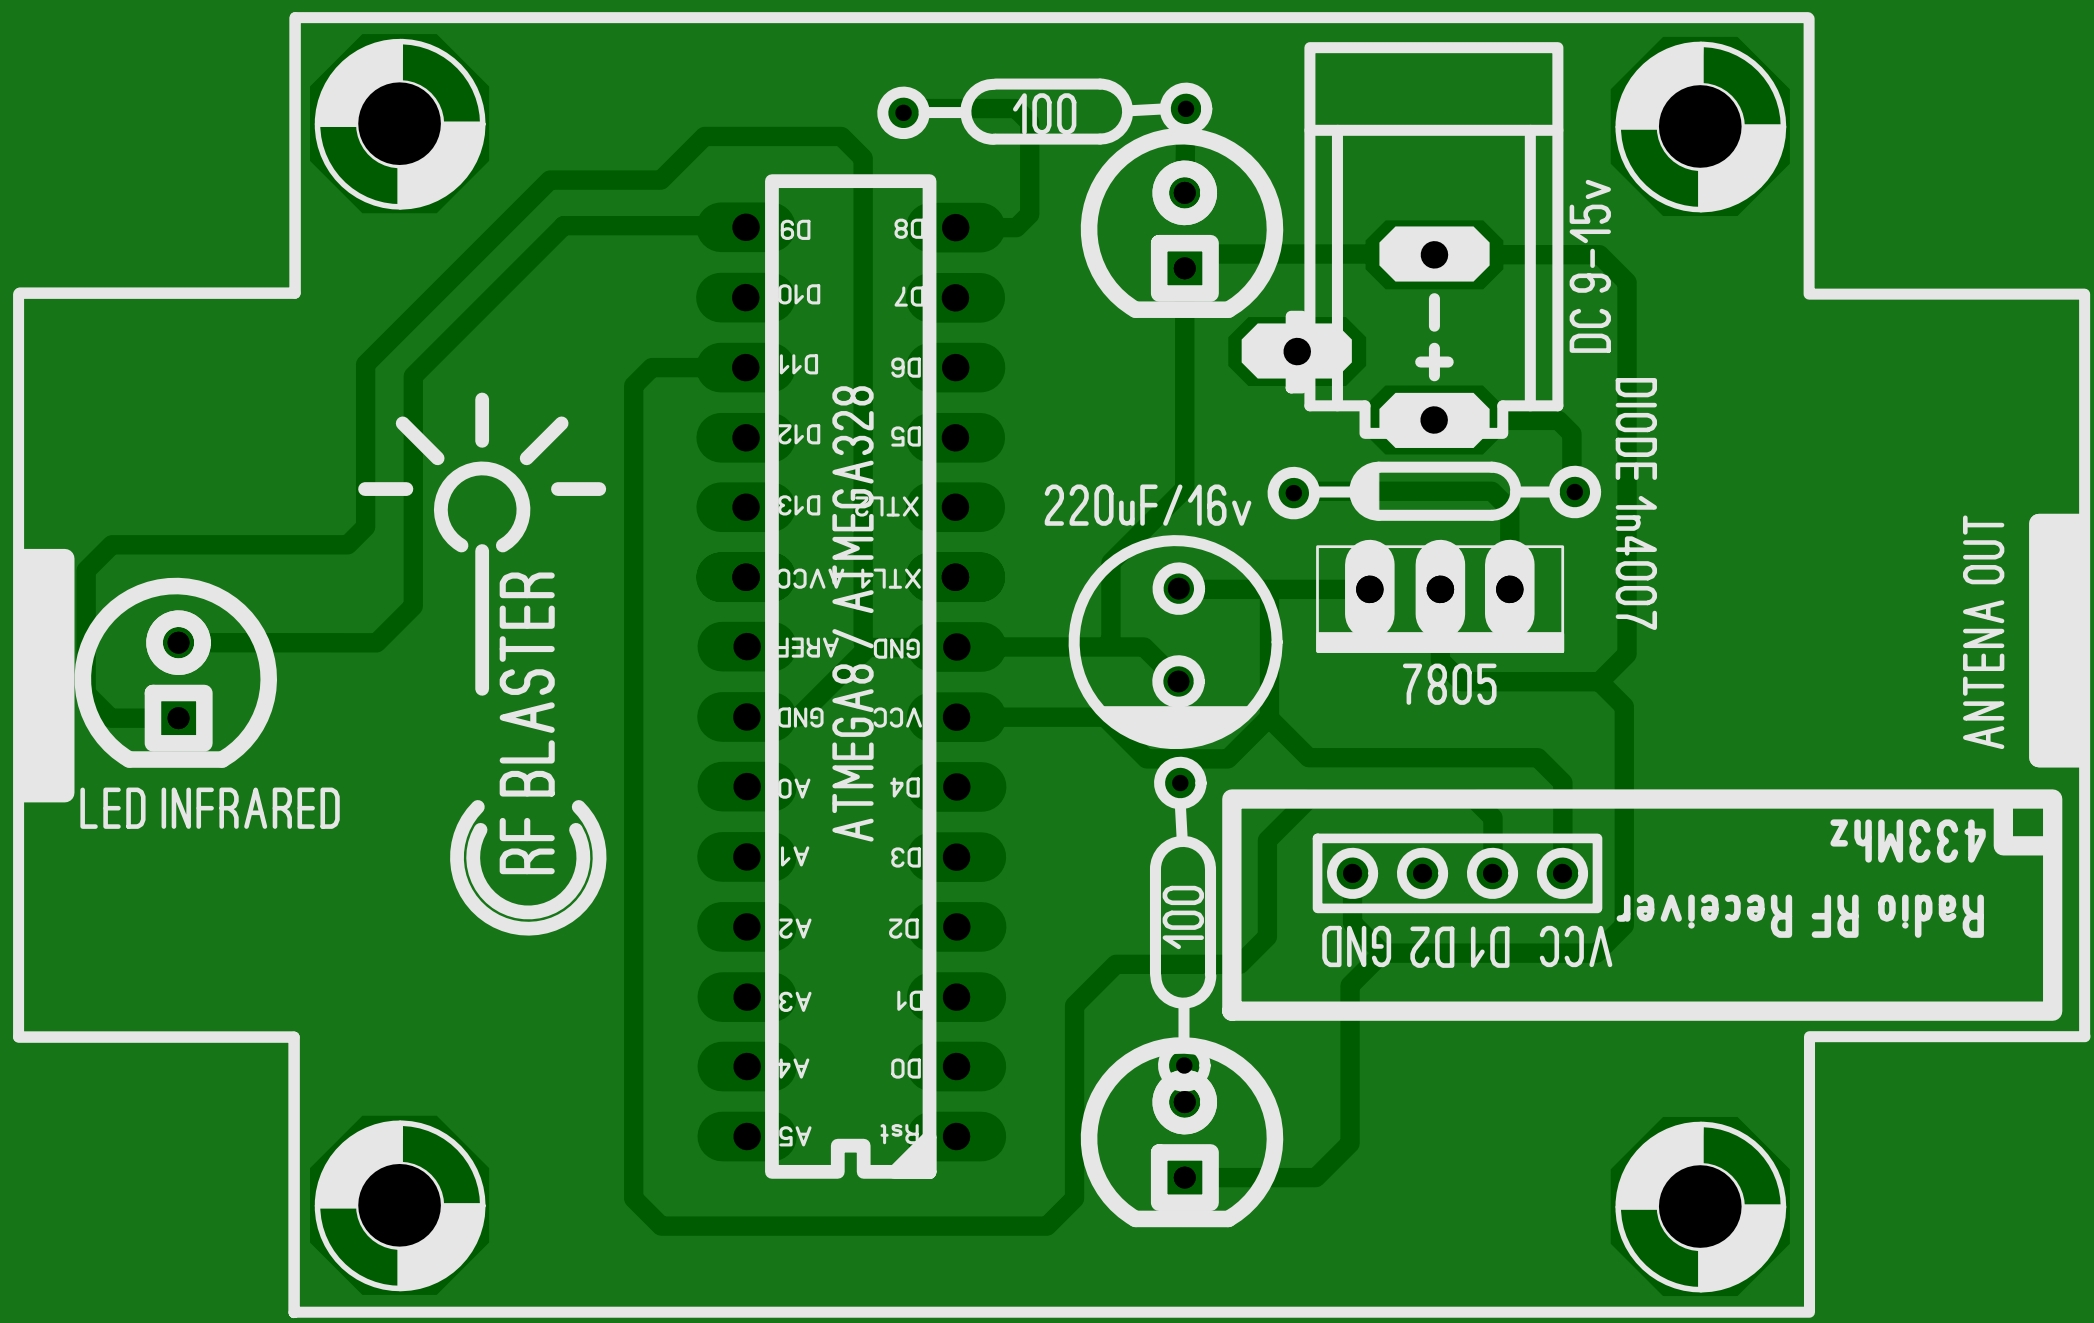 100
DC 9-15v
DIODE 1n4007
220uF/16v
7805
ANTENA OUT
LED INFRARED
RF BLASTER
ATMEGA8 / ATMEGA328
D9
D8
D10
D7
D11
D6
D12
D5
D13
XTL2
AVCC
XTL1
AREF
GND
GND
VCC
A0
D4
A1
D3
A2
D2
A3
D1
A4
D0
A5
Rst
100
433Mhz
Radio RF Receiver
GND D2 D1 VCC